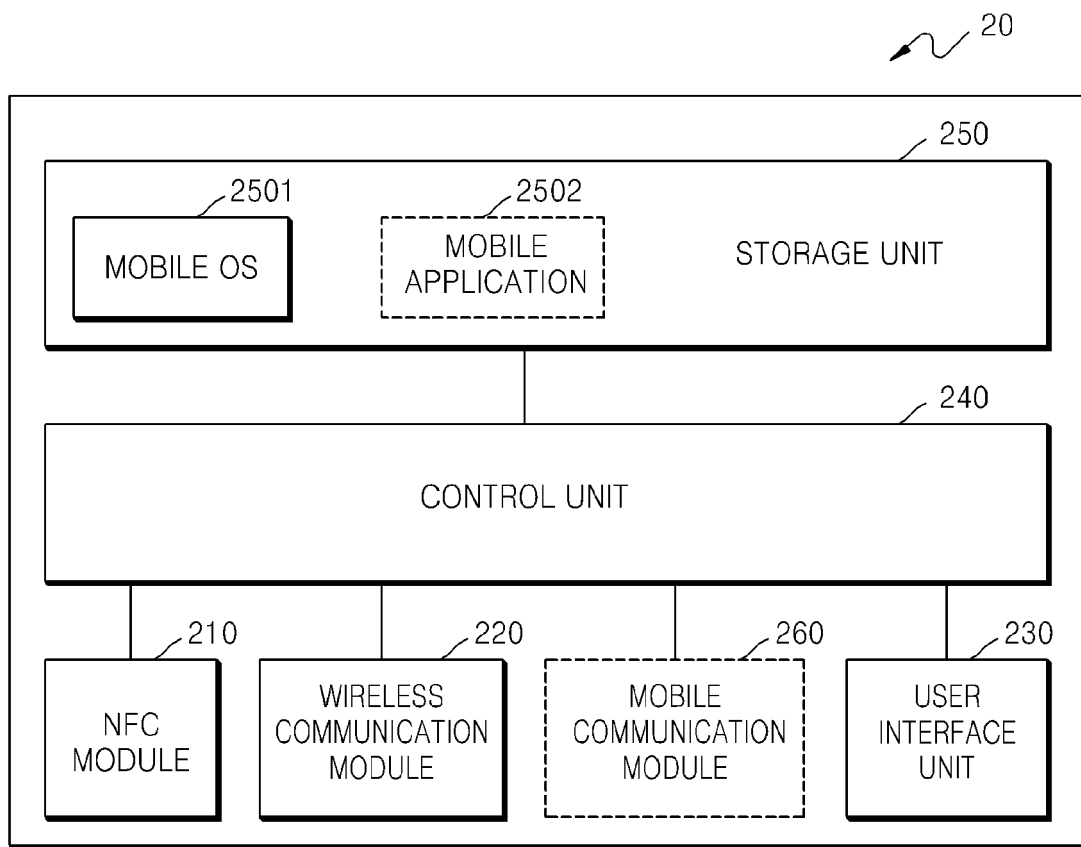 20
250
2501
2502
MOBILE OS
MOBILE
APPLICATION
STORAGE UNIT
240
CONTROL UNIT
210
220
260
230
NFC
MODULE
WIRELESS
COMMUNICATION
MODULE
MOBILE
COMMUNICATION
MODULE
USER
INTERFACE
UNIT